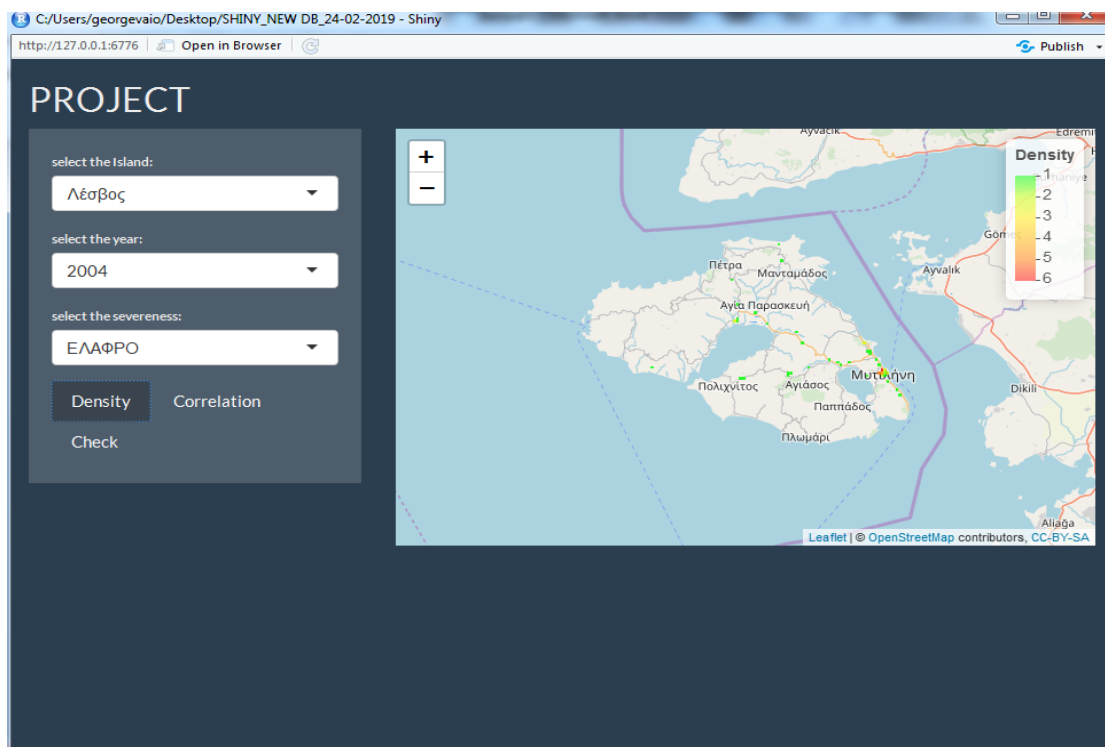 C:/Users/georgevaio/Desktop/SHINY_NEW DB_24-02-2019 - Shiny
http://127.0.0.1:6776 Open in Browser Publish
PROJECT
select the Island:
Λέσβος
select the year:
2004
select the severeness:
ΕΛΑΦΡΟ
Density Correlation
Check
+
−
Ayvacık
Edremi
Density
1
2
3
4
5
6
Göme
Ayvalık
Πέτρα
Μανταμάδος
Αγία Παρασκευή
Μυτιλήνη
Πολιχνίτος
Αγιάσος
Παππάδος
Πλωμάρι
Dikili
Aliağa
Leaflet | © OpenStreetMap contributors, CC-BY-SA